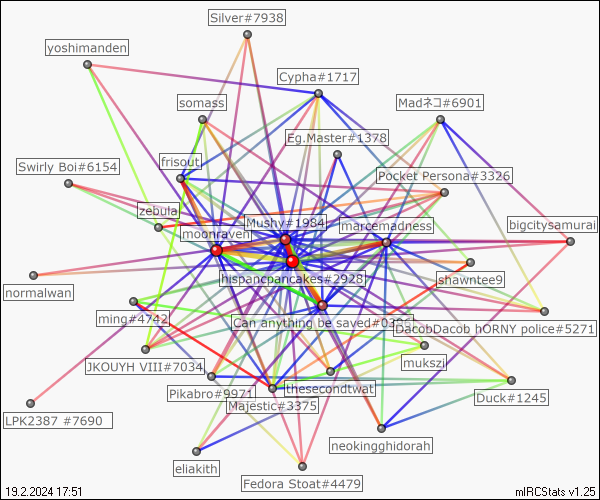 Silver#7938
yoshimanden
Cypha#1717
somass
Madネコ#6901
Eg.Master#1378
frisout
Swirly Boi#6154
Pocket Persona#3326
zebula
Mushy#1984
moonraven
marcemadness
bigcitysamurai
hispancpancakes#2928
shawntee9
normalwan
ming#4742
Can anything be saved#0398
DacobDacob hORNY police#5271
JKOUYH VIII#7034
mukszi
Pikabro#9971
thesecondtwat
Duck#1245
Majestic#3375
LPK2387 #7690
neokingghidorah
eliakith
Fedora Stoat#4479
19.2.2024 17:51
mIRCStats v1.25